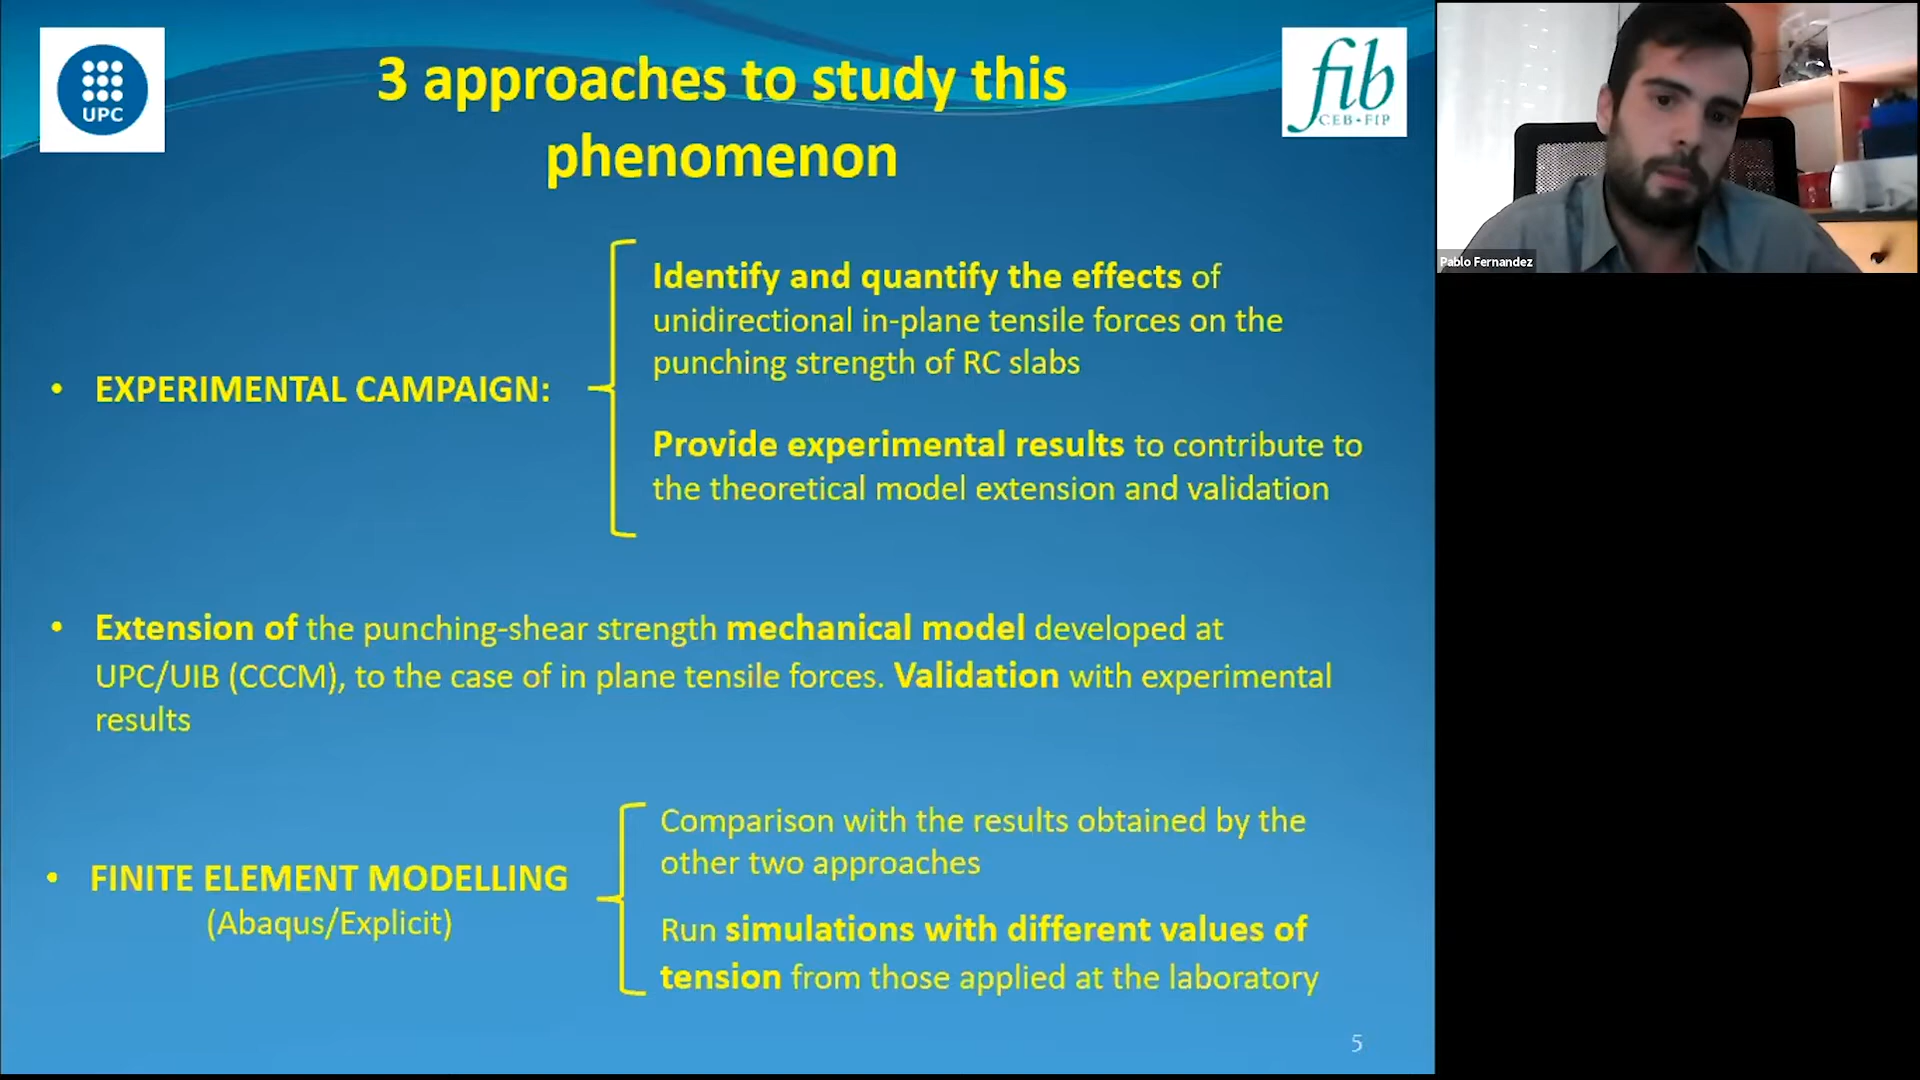 UPC
3 approaches to study this
phenomenon
fib
CEB-FIP
Pablo Fernandez
• EXPERIMENTAL CAMPAIGN:
Identify and quantify the effects of
unidirectional in-plane tensile forces on the
punching strength of RC slabs
Provide experimental results to contribute to
the theoretical model extension and validation
• Extension of the punching-shear strength mechanical model developed at
UPC/UIB (CCCM), to the case of in plane tensile forces. Validation with experimental
results
• FINITE ELEMENT MODELLING
(Abaqus/Explicit)
Comparison with the results obtained by the
other two approaches
Run simulations with different values of
tension from those applied at the laboratory
5